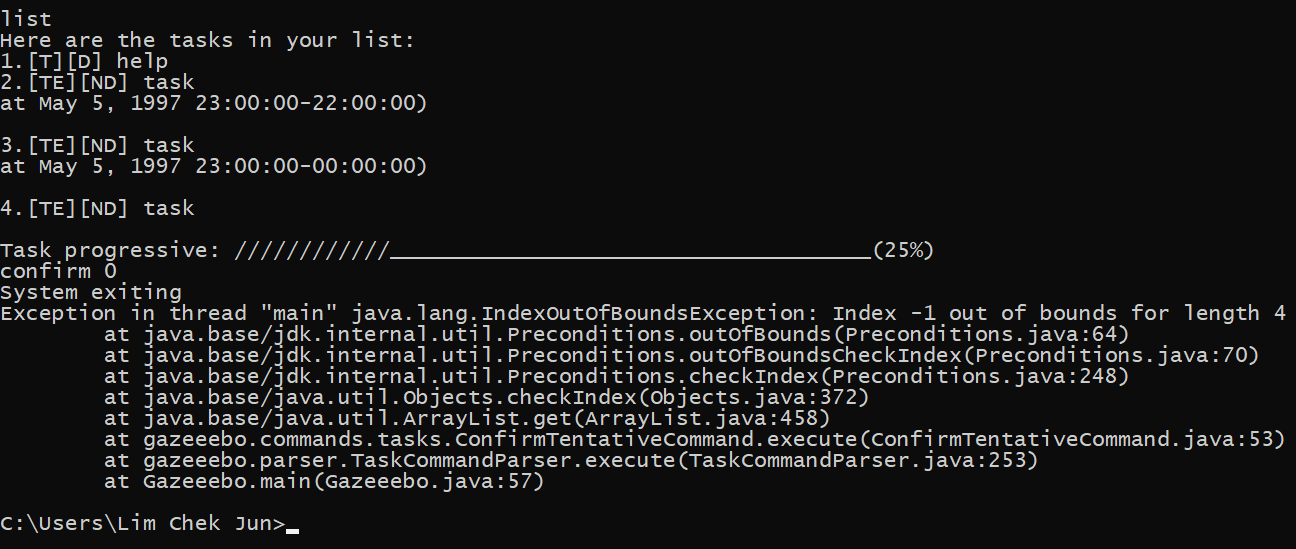 list
Here are the tasks in your list:
1.[T][D] help
2.[TE][ND] task
at May 5, 1997 23:00:00-22:00:00)
3.[TE][ND] task
at May 5, 1997 23:00:00-00:00:00)
4.[TE][ND] task
Task progressive: ////////////_____________________________________(25%)
confirm 0
System exiting
Exception in thread "main" java.lang.IndexOutOfBoundsException: Index -1 out of bounds for length 4
        at java.base/jdk.internal.util.Preconditions.outOfBounds(Preconditions.java:64)
        at java.base/jdk.internal.util.Preconditions.outOfBoundsCheckIndex(Preconditions.java:70)
        at java.base/jdk.internal.util.Preconditions.checkIndex(Preconditions.java:248)
        at java.base/java.util.Objects.checkIndex(Objects.java:372)
        at java.base/java.util.ArrayList.get(ArrayList.java:458)
        at gazeeebo.commands.tasks.ConfirmTentativeCommand.execute(ConfirmTentativeCommand.java:53)
        at gazeeebo.parser.TaskCommandParser.execute(TaskCommandParser.java:253)
        at Gazeeebo.main(Gazeeebo.java:57)
C:\Users\Lim Chek Jun>